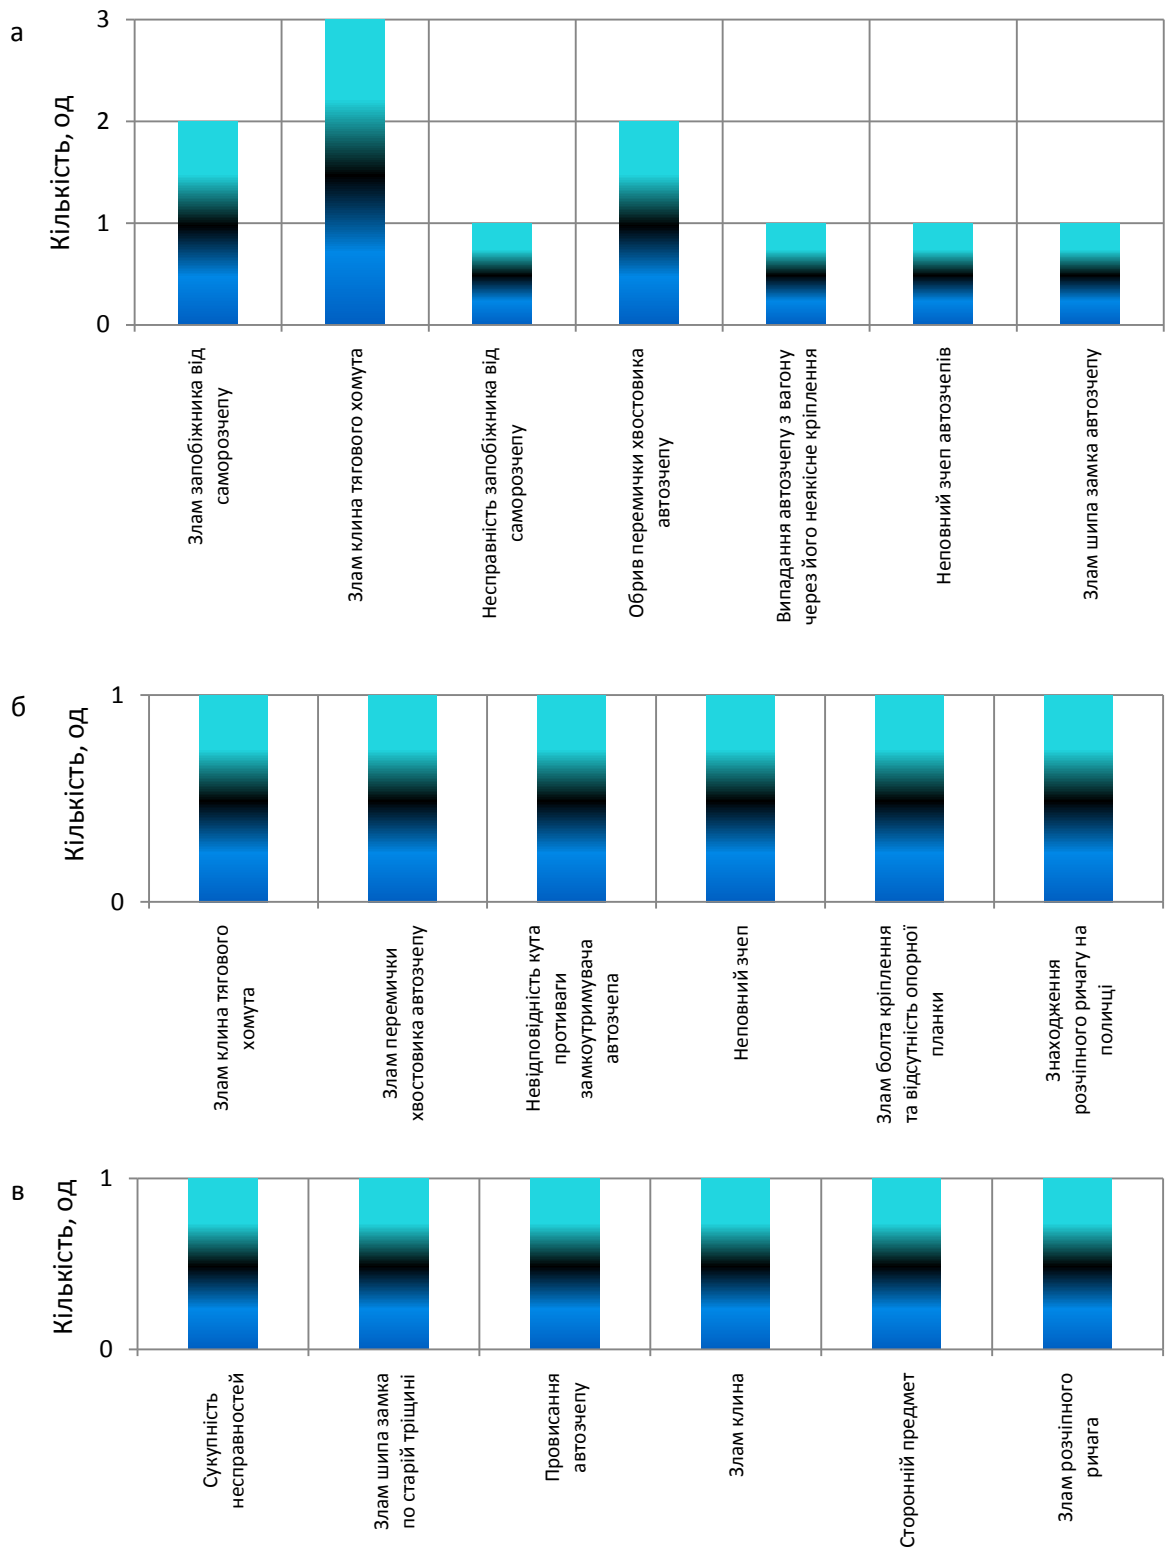 а
Кількість, од
3
2
1
0
Злам запобіжника від
саморозчепу
Злам клина тягового хомута
Несправність запобіжника від
саморозчепу
Обрив перемички хвостовика
автозчепу
Випадання автозчепу з вагону
через його неякісне кріплення
Неповний зчеп автозчепів
Злам шипа замка автозчепу
б
Кількість, од
1
0
Злам клина тягового
хомута
Злам перемички
хвостовика автозчепу
Невідповідність кута
противаги
замкоутримувача
автозчепа
Неповний зчеп
Злам болта кріплення
та відсутність опорної
планки
Знаходження
розчіпного ричагу на
поличці
в
Кількість, од
1
0
Сукупність
несправностей
Злам шипа замка
по старій тріщині
Провисання
автозчепу
Злам клина
Сторонній предмет
Злам розчіпного
ричага